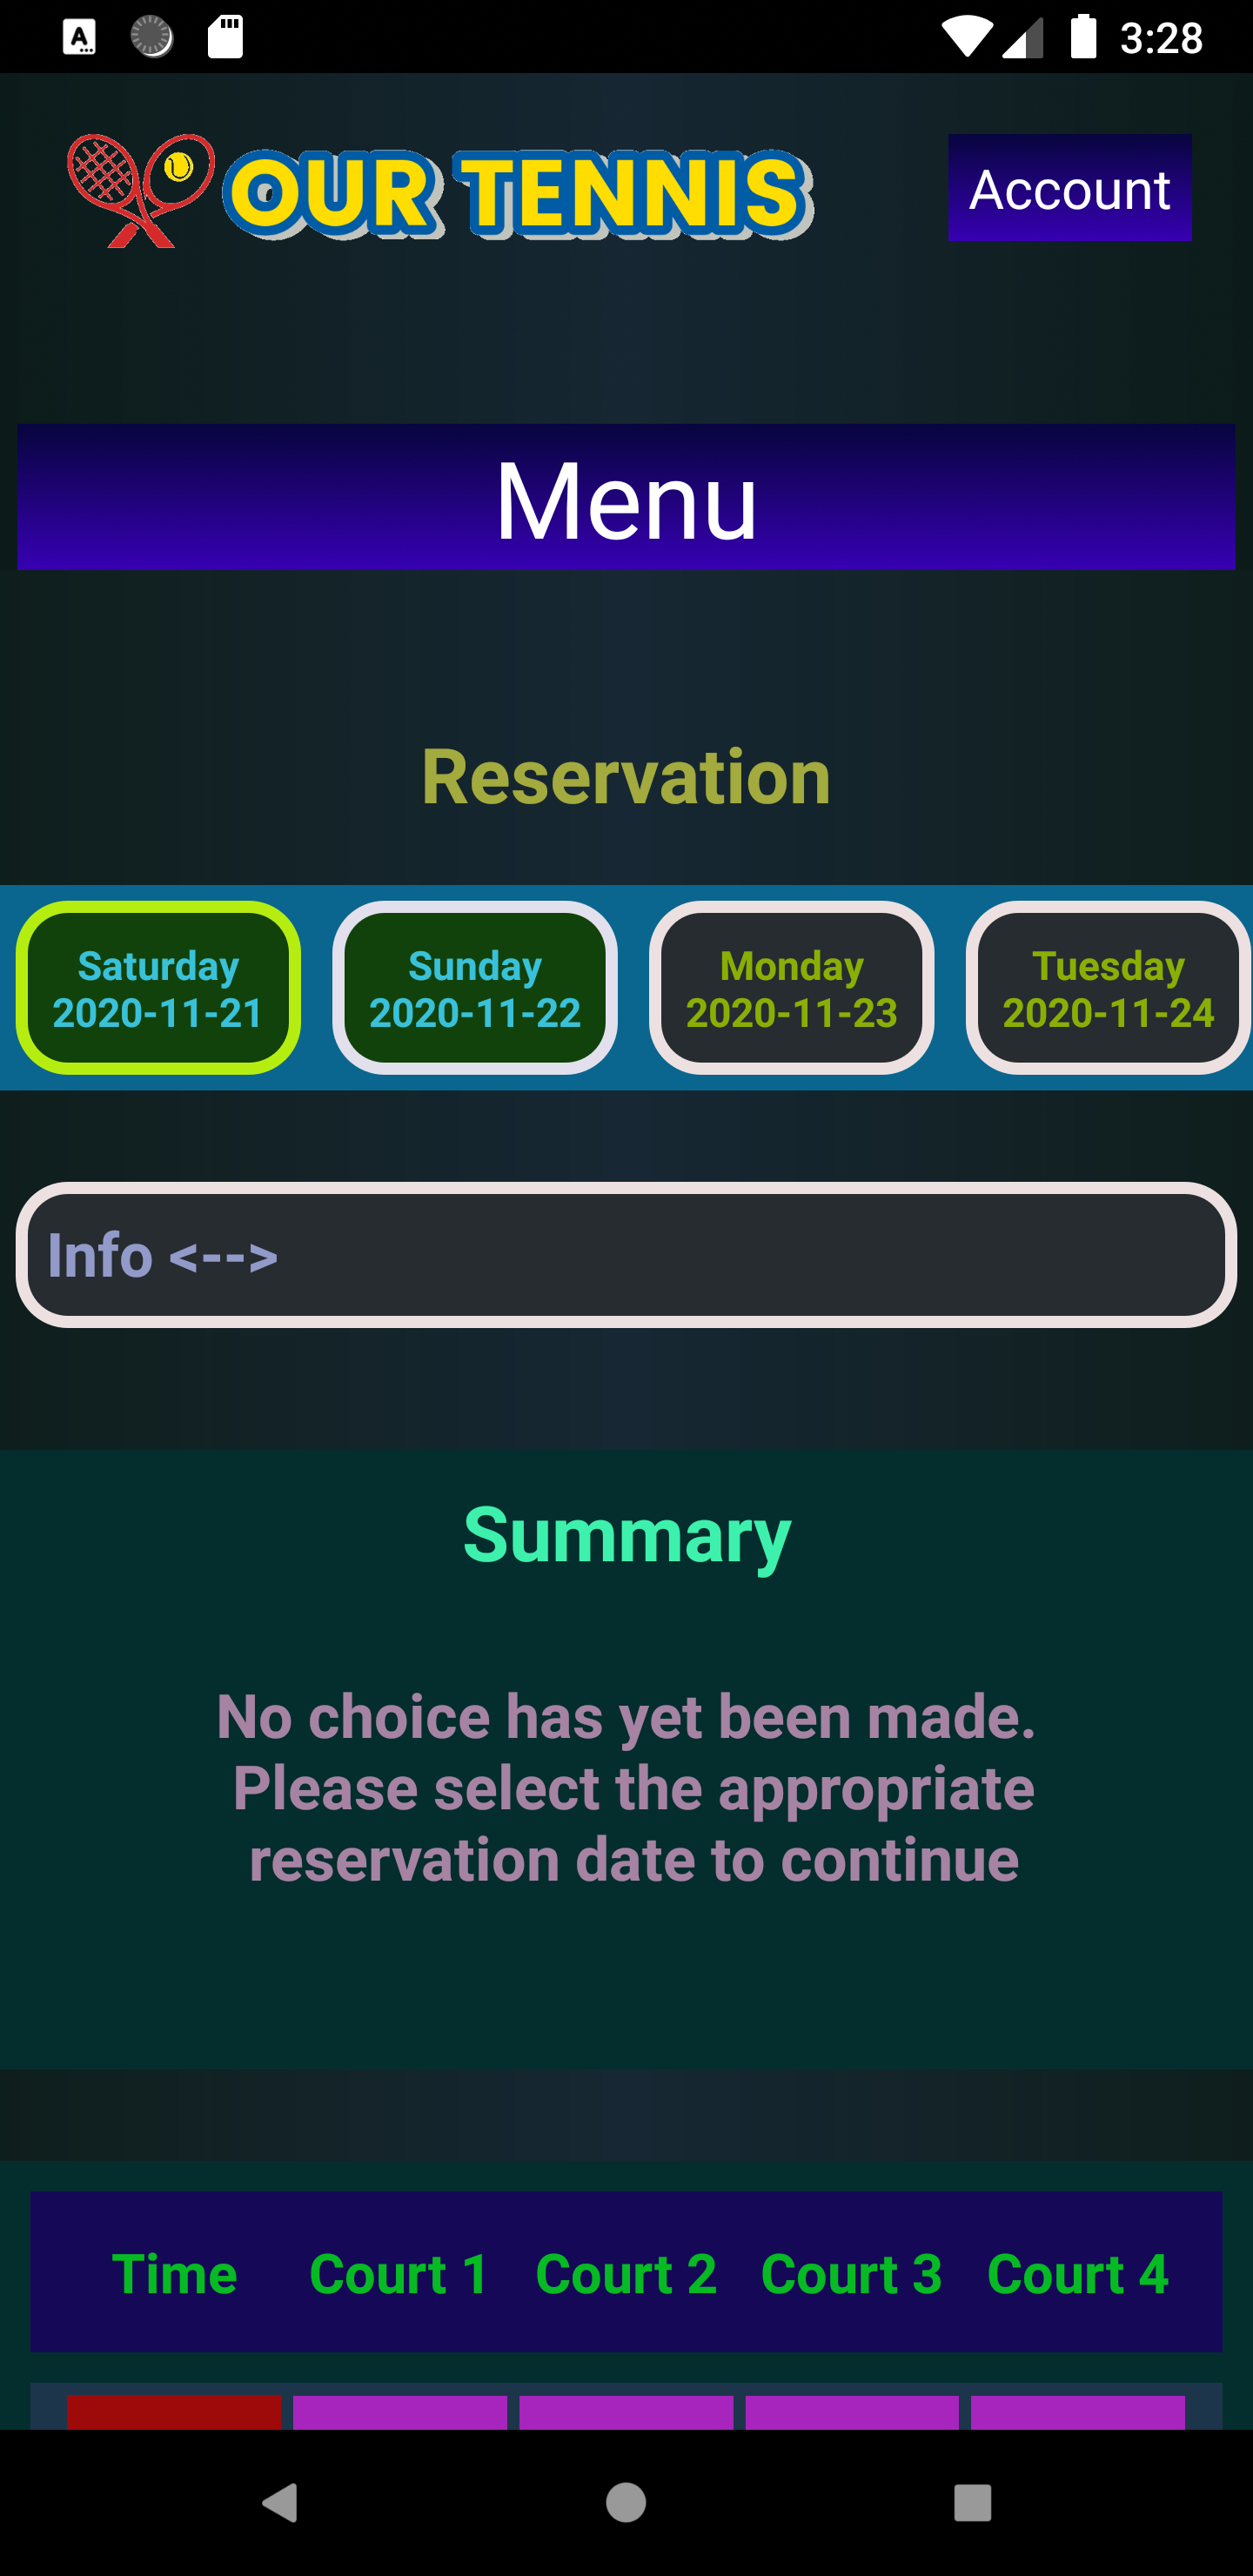 3:28
OUR TENNIS
Account
Menu
Reservation
Saturday
2020-11-21
Sunday
2020-11-22
Monday
2020-11-23
Tuesday
2020-11-24
Info <-->
Summary
No choice has yet been made.
Please select the appropriate
reservation date to continue
Time Court 1 Court 2 Court 3 Court 4